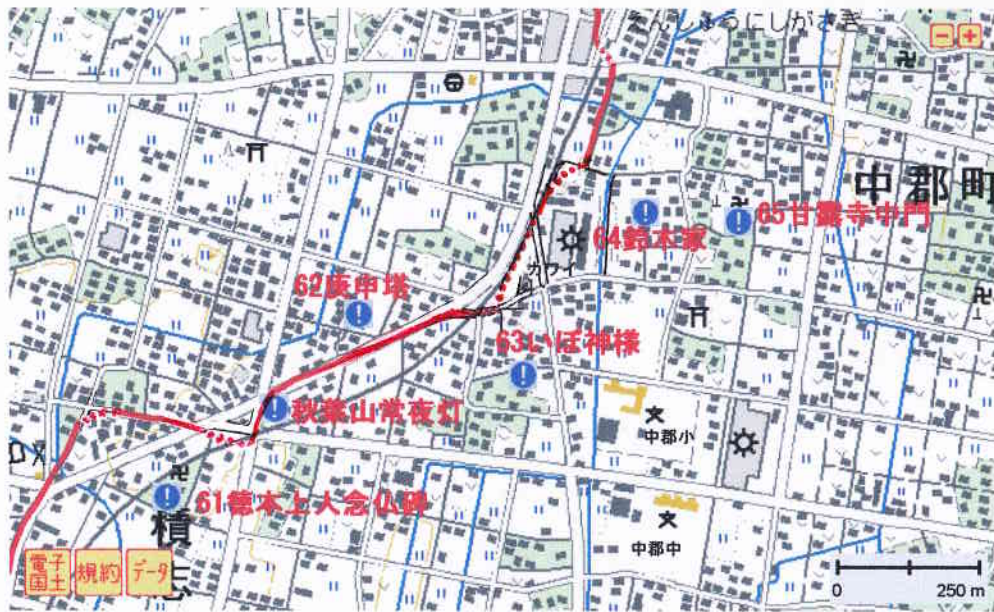 えんしゅうにしがさき
中郡町
65甘露寺中門
64鈴木家
カワイ
62庚申塔
63いぼ神様
秋葉山常夜灯
中郡小
61徳本上人念仏碑
積
中郡中
電子国土
規約
データ
0 250 m